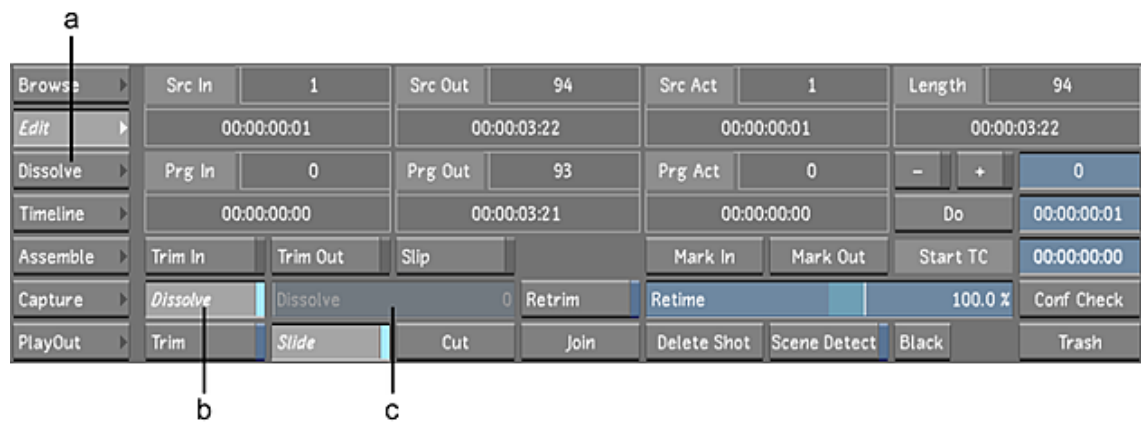 a
Browse Src In 1 Src Out 94 Src Act 1 Length 94
Edit 00:00:00:01 00:00:03:22 00:00:00:01 00:00:03:22
Dissolve Prg In 0 Prg Out 93 Prg Act 0 - + 0
Timeline 00:00:00:00 00:00:03:21 00:00:00:00 Do 00:00:00:01
Assemble Trim In Trim Out Slip Mark In Mark Out Start TC 00:00:00:00
Capture Dissolve Dissolve 0 Retrim Retime 100.0 % Conf Check
PlayOut Trim Slide Cut Join Delete Shot Scene Detect Black Trash
b c